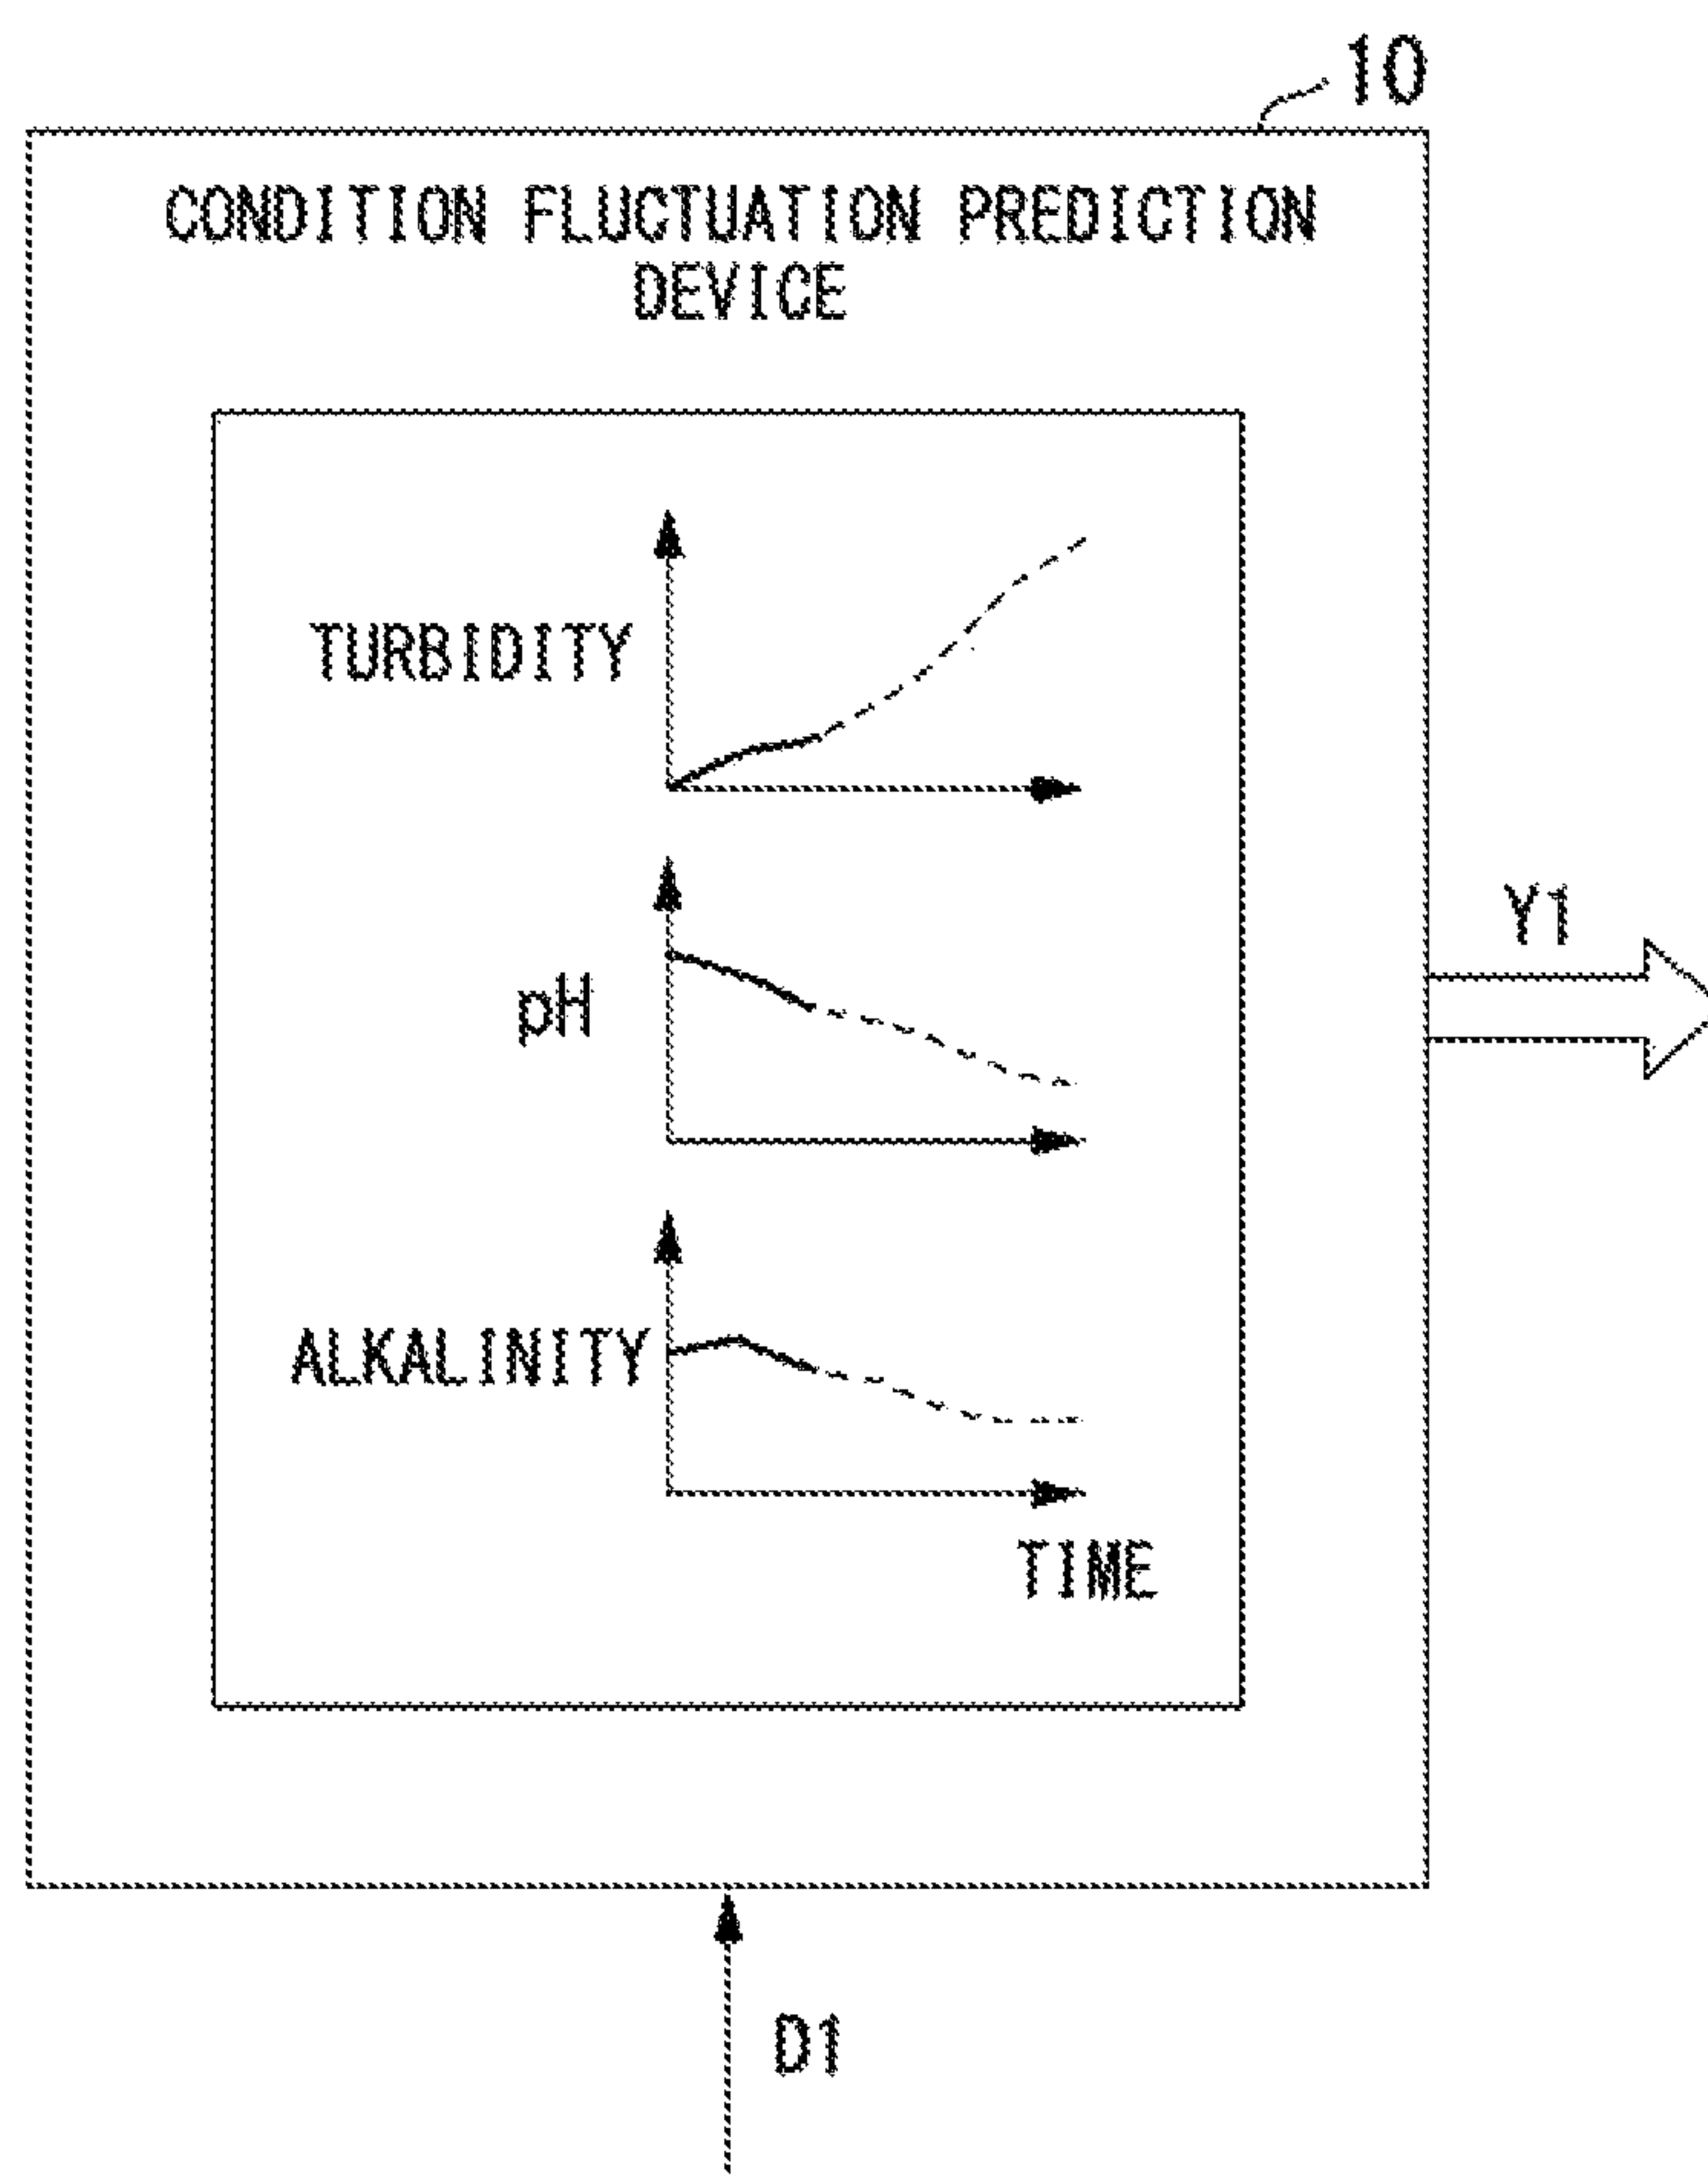 10
CONDITION FLUCTUATION PREDICTION
DEVICE
TURBIDITY
pH
Y1
ALKALINITY
TIME
D1